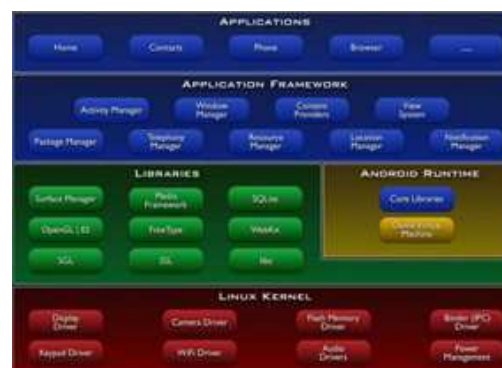 APPLICATIONS
Home Contacts Phone Browser ...
APPLICATION FRAMEWORK
Activity Manager Window Manager Content Providers View System
Package Manager Telephony Manager Resource Manager Location Manager Notification Manager
LIBRARIES
Surface Manager Media Framework SQLite
OpenGL | ES FreeType WebKit
SGL SSL libc
ANDROID RUNTIME
Core Libraries
Dalvik Virtual Machine
LINUX KERNEL
Display Driver Camera Driver Flash Memory Driver Binder (IPC) Driver
Keypad Driver WiFi Driver Audio Drivers Power Management